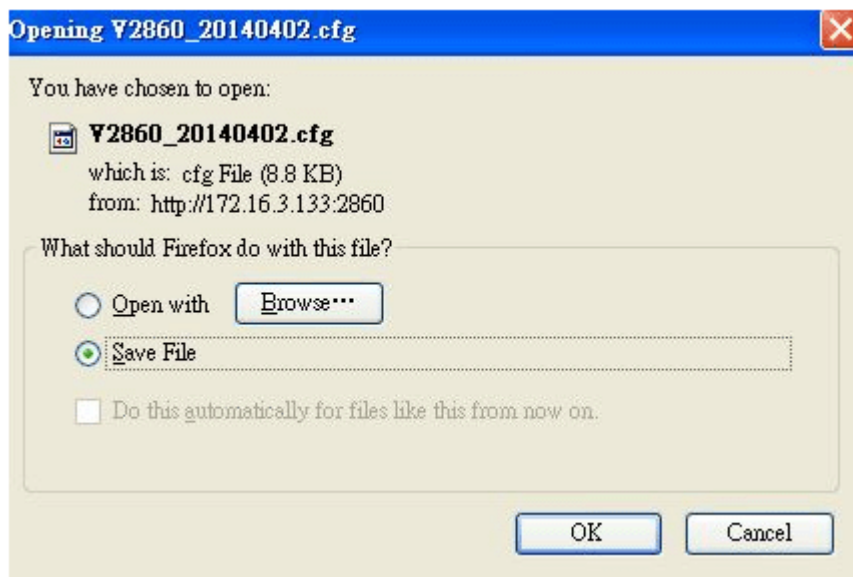 Opening V2860_20140402.cfg
You have chosen to open:
V2860_20140402.cfg
which is: cfg File (8.8 KB)
from: http://172.16.3.133:2860
What should Firefox do with this file?
Open with Browse···
Save File
Do this automatically for files like this from now on.
OK Cancel